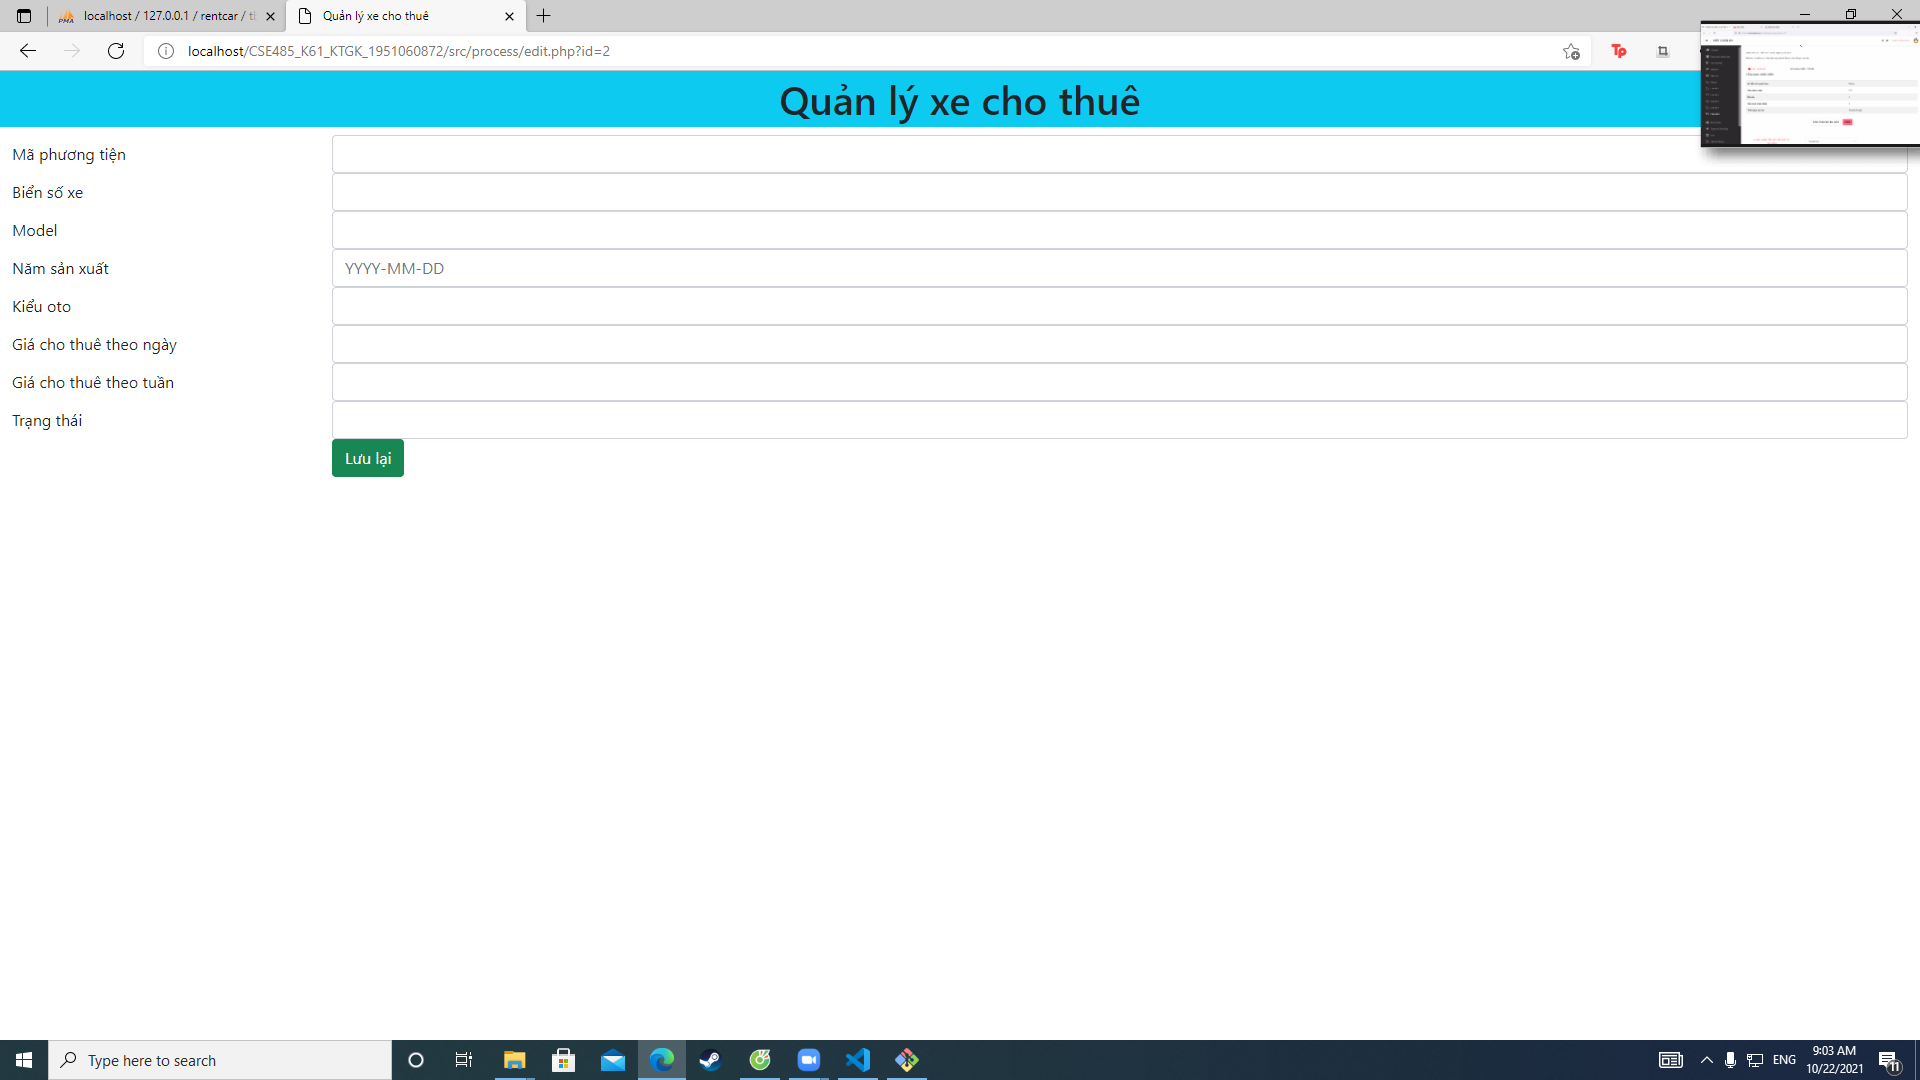 localhost / 127.0.0.1 / rentcar / tb
Quản lý xe cho thuê
localhost/CSE485_K61_KTGK_1951060872/src/process/edit.php?id=2
Quản lý xe cho thuê
Mã phương tiện
Biển số xe
Model
Năm sản xuất
YYYY-MM-DD
Kiểu oto
Giá cho thuê theo ngày
Giá cho thuê theo tuần
Trạng thái
Lưu lại
Type here to search
ENG
9:03 AM
10/22/2021
11